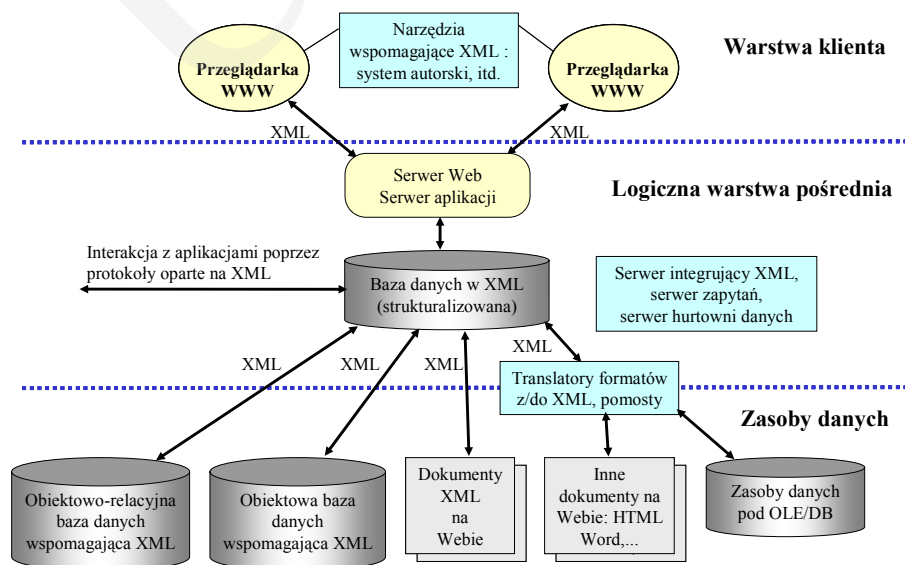 Narzędzia
wspomagające XML :
system autorski, itd.
Warstwa klienta
Przeglądarka
WWW
Przeglądarka
WWW
XML
XML
Serwer Web
Serwer aplikacji
Logiczna warstwa pośrednia
Interakcja z aplikacjami poprzez
protokoły oparte na XML
Baza danych w XML
(strukturalizowana)
Serwer integrujący XML,
serwer zapytań,
serwer hurtowni danych
XML
XML
XML
XML
Translatory formatów
z/do XML, pomosty
Zasoby danych
Obiektowo-relacyjna
baza danych
wspomagająca XML
Obiektowa baza
danych
wspomagająca XML
Dokumenty
XML
na
Webie
Inne
dokumenty na
Webie: HTML
Word,...
Zasoby danych
pod OLE/DB